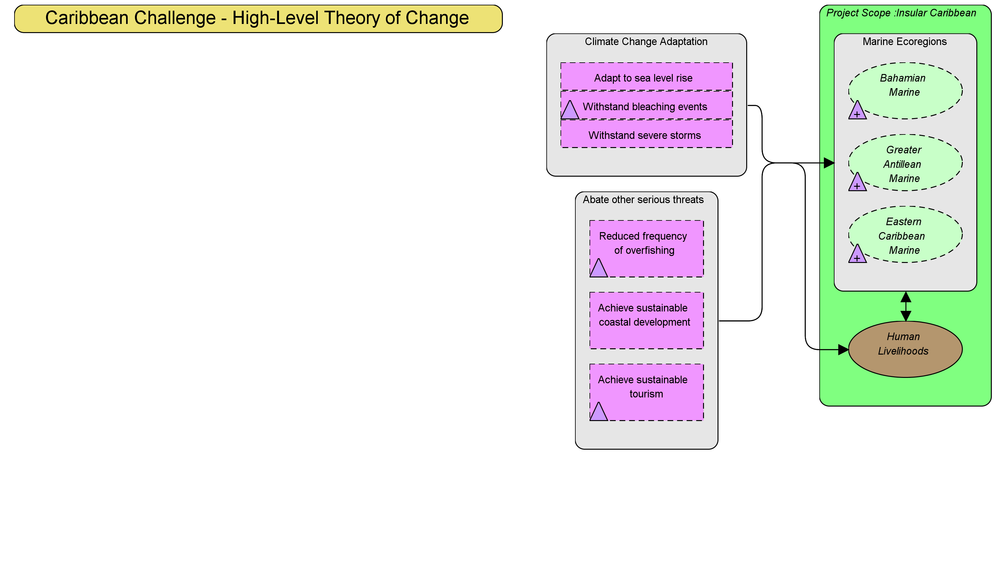 Caribbean Challenge - High-Level Theory of Change
Project Scope :Insular Caribbean
Climate Change Adaptation
Adapt to sea level rise
Withstand bleaching events
Withstand severe storms
Abate other serious threats
Reduced frequency
of overfishing
Achieve sustainable
coastal development
Achieve sustainable
tourism
Marine Ecoregions
Bahamian
Marine
+
Greater
Antillean
Marine
+
Eastern
Caribbean
Marine
+
Human
Livelihoods